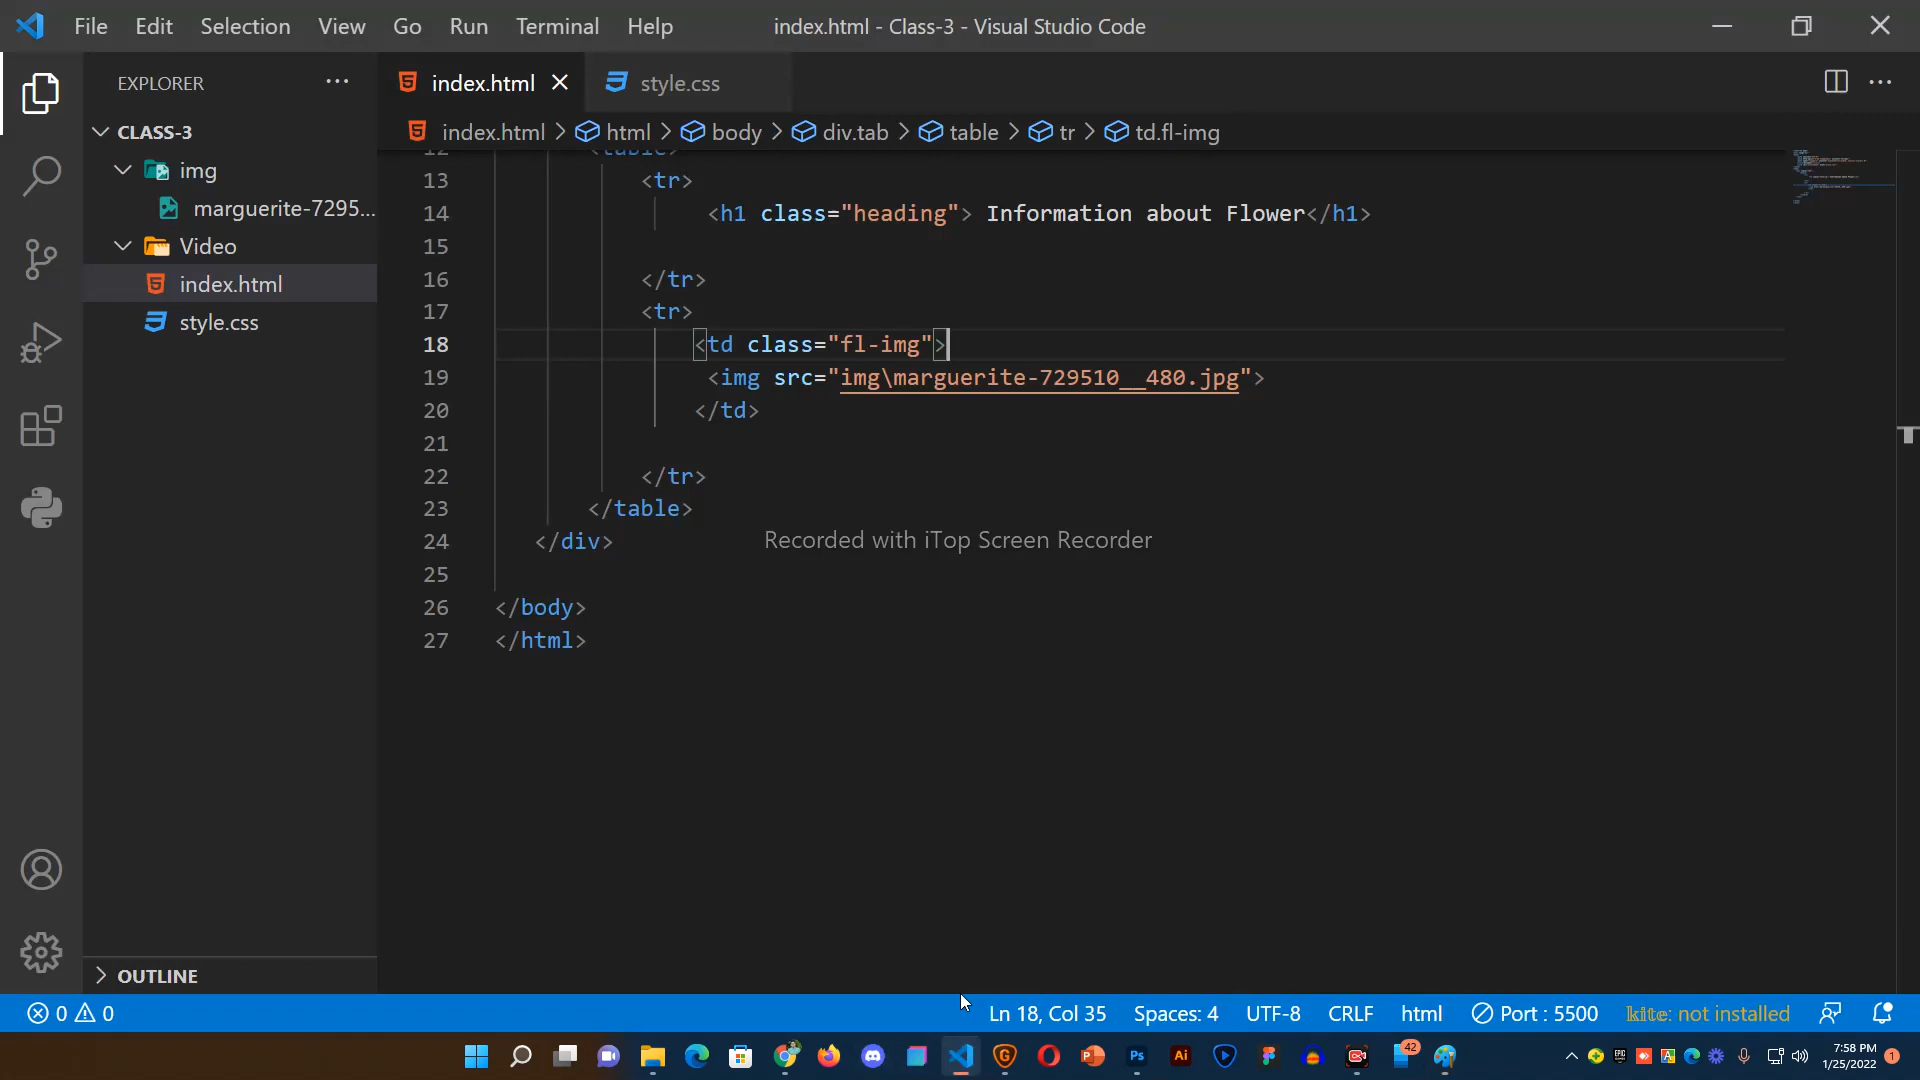 File Edit Selection View Go Run Terminal Help
index.html - Class-3 - Visual Studio Code
EXPLORER
CLASS-3
img
marguerite-7295...
Video
index.html
style.css
OUTLINE
index.html
style.css
index.html > html > body > div.tab > table > tr > td.fl-img
12 <table>
13 <tr>
14 <h1 class="heading"> Information about Flower</h1>
15
16 </tr>
17 <tr>
18 <td class="fl-img">
19 <img src="img\marguerite-729510__480.jpg">
20 </td>
21
22 </tr>
23 </table>
24 </div>
Recorded with iTop Screen Recorder
25
26 </body>
27 </html>
0 0 Ln 18, Col 35 Spaces: 4 UTF-8 CRLF html Port : 5500 kite: not installed
42
7:58 PM
1/25/2022
1